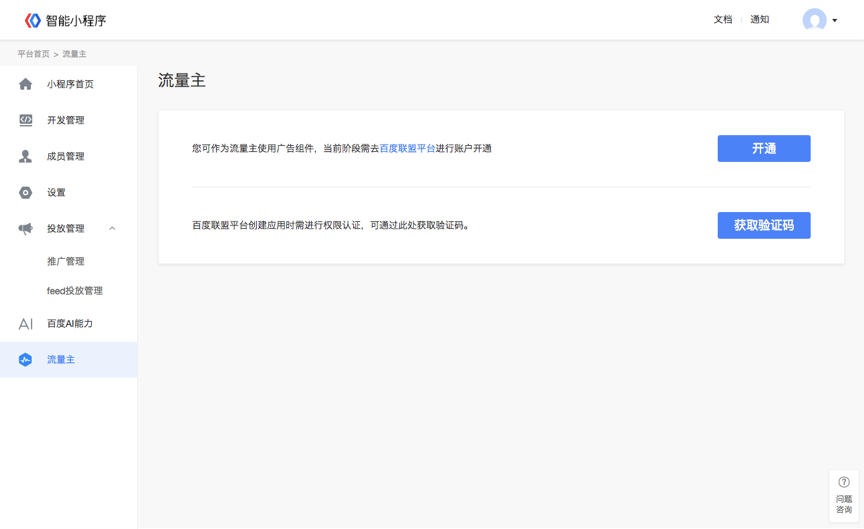 智能小程序
文档
通知
平台首页 > 流量主
小程序首页
开发管理
成员管理
设置
投放管理
推广管理
feed投放管理
百度AI能力
流量主
流量主
您可作为流量主使用广告组件，当前阶段需去百度联盟平台进行账户开通
开通
百度联盟平台创建应用时需进行权限认证，可通过此处获取验证码。
获取验证码
问题
咨询